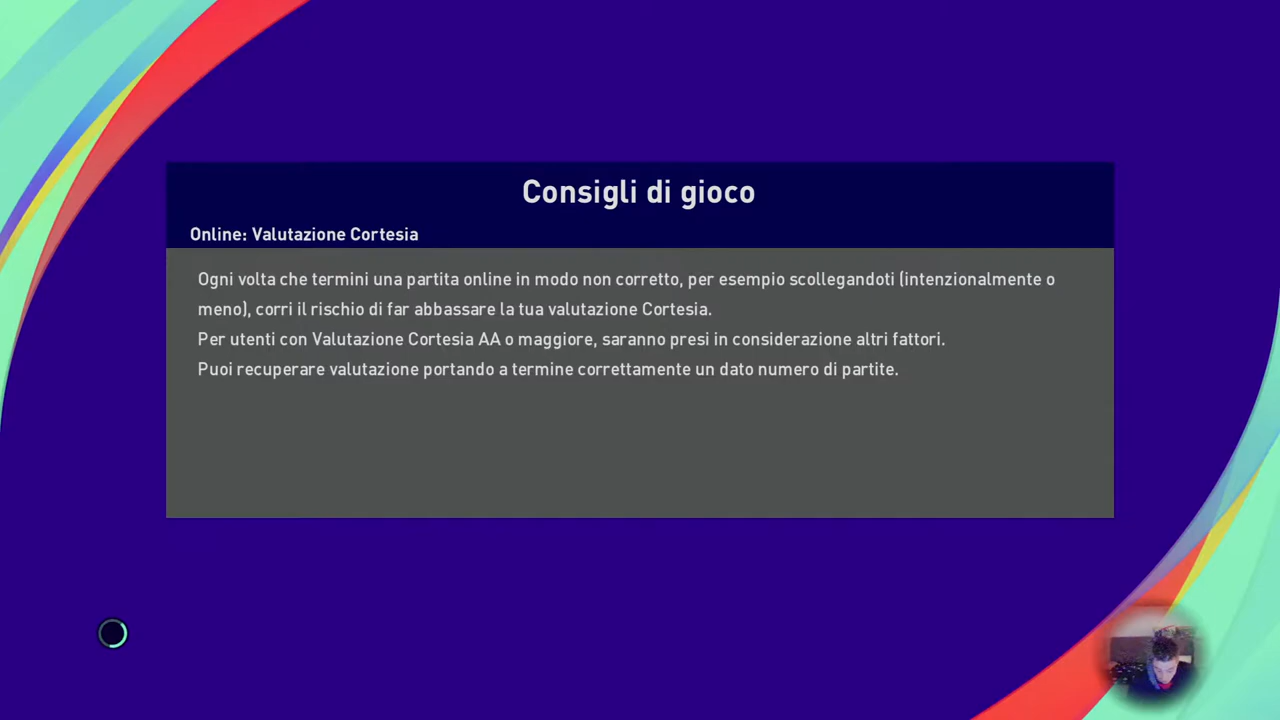 Consigli di gioco
Online: Valutazione Cortesia
Ogni volta che termini una partita online in modo non corretto, per esempio scollegandoti (intenzionalmente o
meno), corri il rischio di far abbassare la tua valutazione Cortesia.
Per utenti con Valutazione Cortesia AA o maggiore, saranno presi in considerazione altri fattori.
Puoi recuperare valutazione portando a termine correttamente un dato numero di partite.